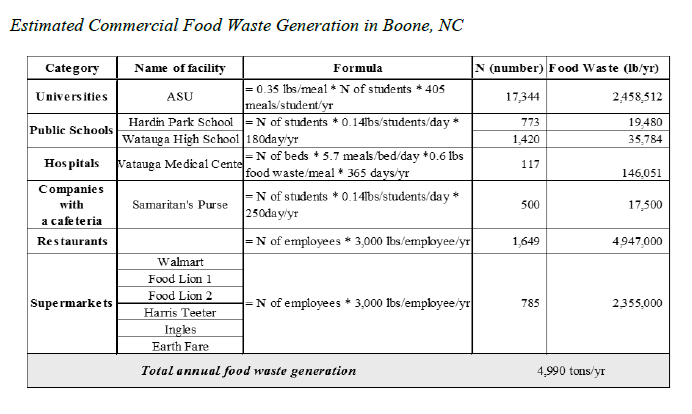 Estimated Commercial Food Waste Generation in Boone, NC
Category Name of facility Formula N (number) Food Waste (lb/yr)
Universities ASU = 0.35 lbs/meal * N of students * 405 meals/student/yr 17,344 2,458,512
Public Schools Hardin Park School = N of students * 0.14lbs/students/day * 773 19,480
Watauga High School 180day/yr 1,420 35,784
Hospitals Vatauga Medical Cente = N of beds * 5.7 meals/bed/day *0.6 lbs food waste/meal * 365 days/yr 117 146,051
Companies with a cafeteria Samaritan's Purse = N of students * 0.14lbs/students/day * 250day/yr 500 17,500
Restaurants = N of employees * 3,000 lbs/employee/yr 1,649 4,947,000
Supermarkets = N of employees * 3,000 lbs/employee/yr 785 2,355,000
Walmart
Food Lion 1
Food Lion 2
Harris Teeter
Ingles
Earth Fare
Total annual food waste generation 4,990 tons/yr